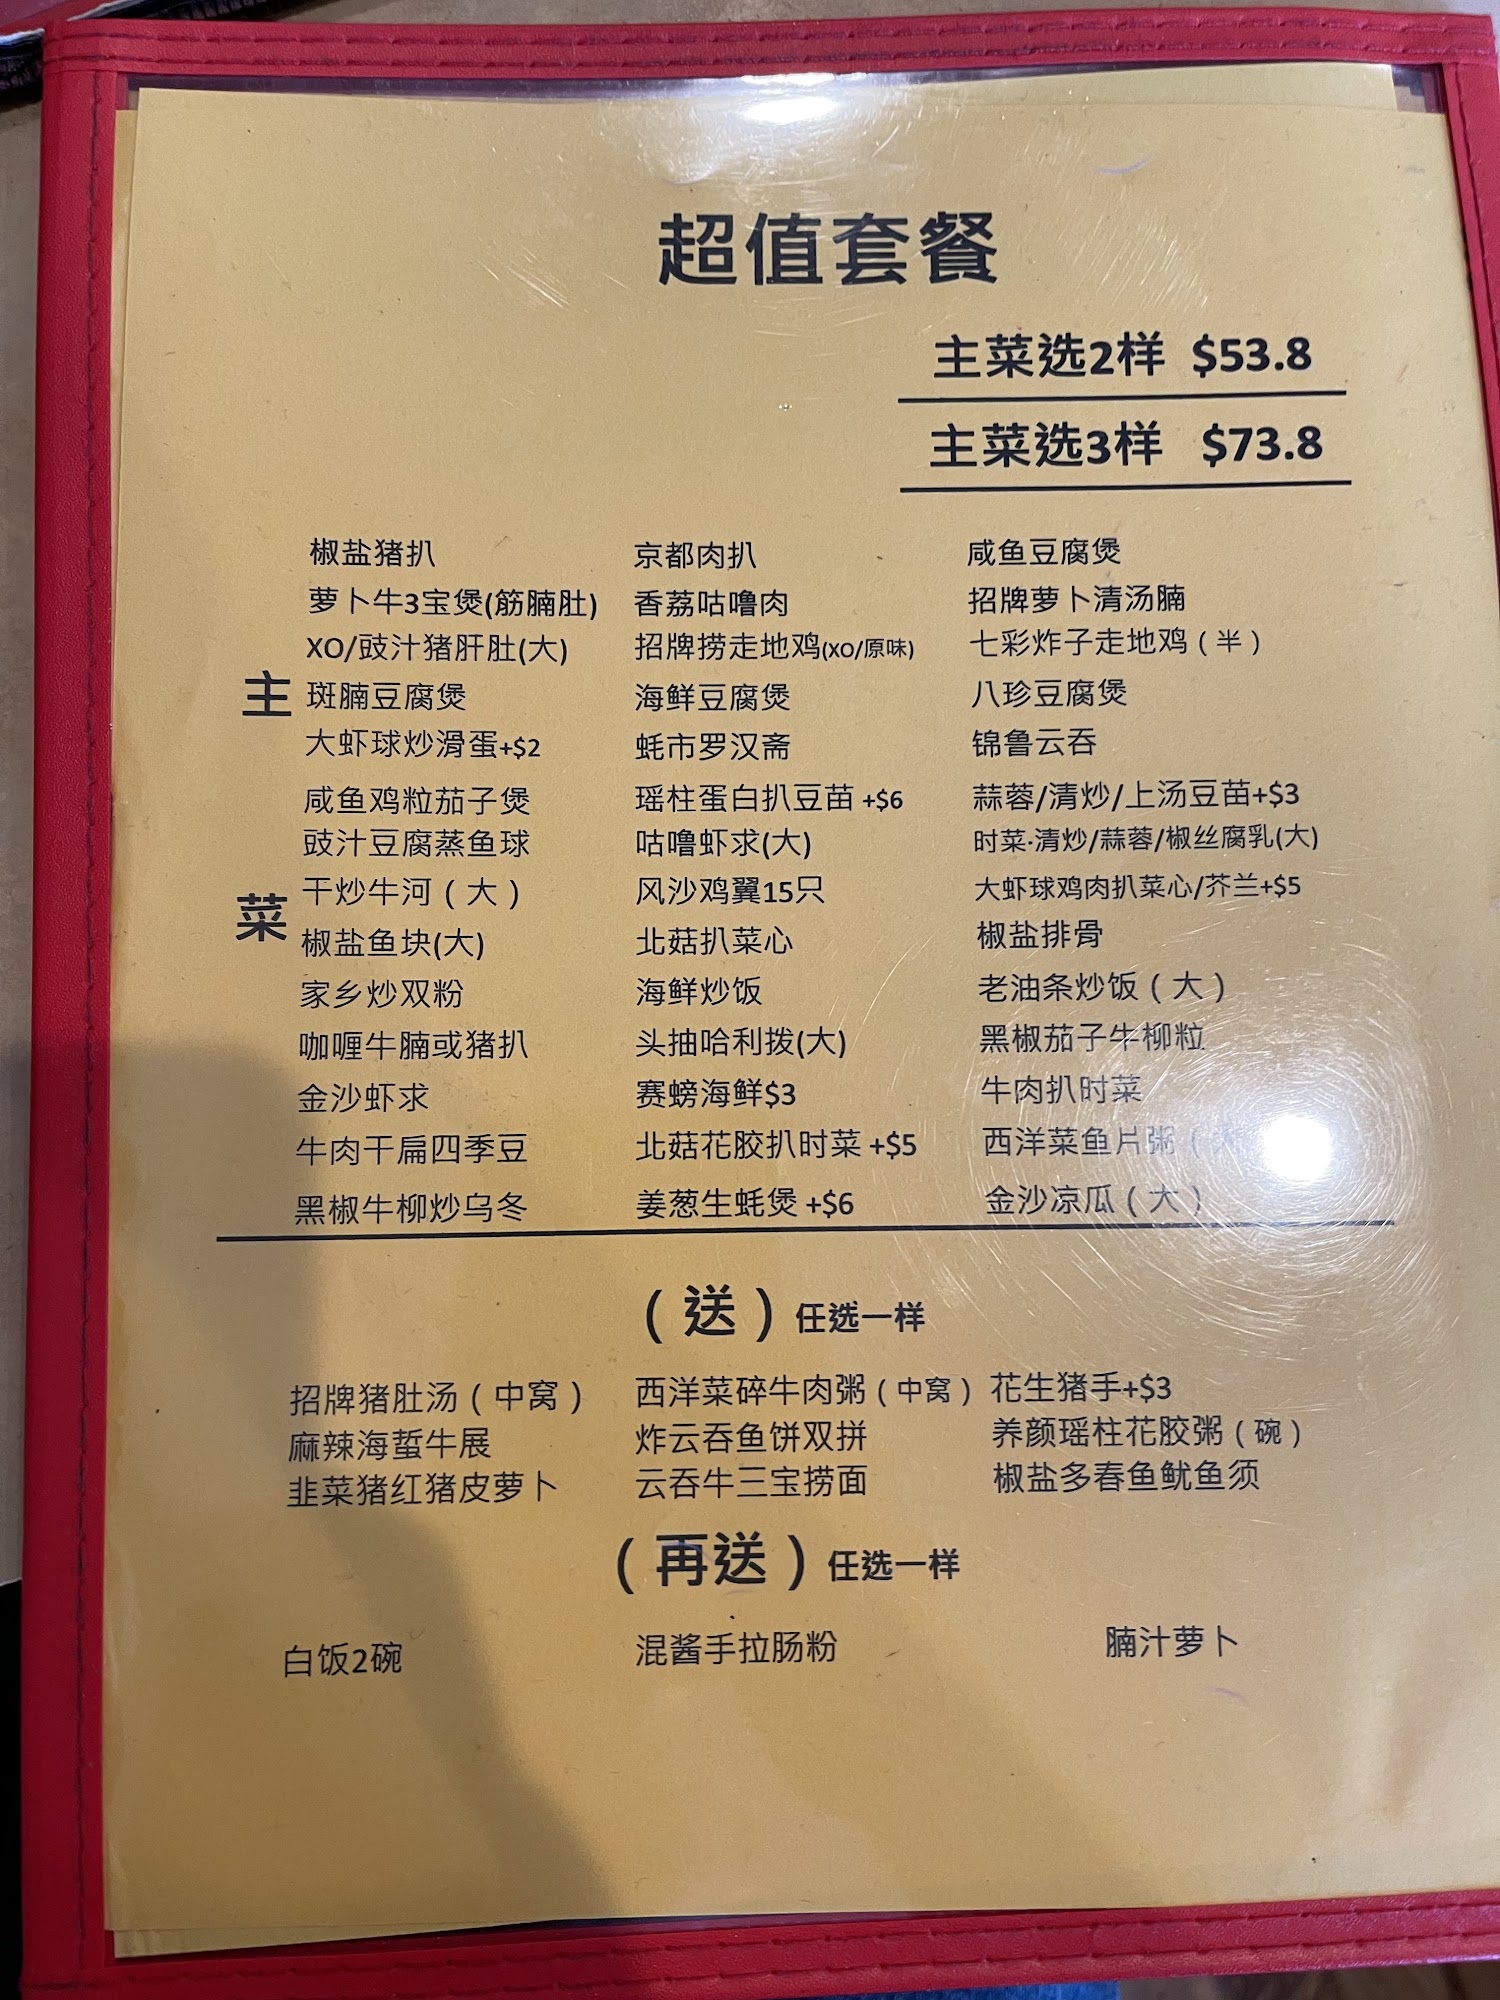 超值套餐
主菜选2样 $53.8
主菜选3样 $73.8
主菜
椒盐猪扒 京都肉扒 咸鱼豆腐煲
萝卜牛3宝煲(筋腩肚) 香荔咕噜肉 招牌萝卜清汤腩
XO/豉汁猪肝肚(大) 招牌捞走地鸡(XO/原味) 七彩炸子走地鸡（半）
斑腩豆腐煲 海鲜豆腐煲 八珍豆腐煲
大虾球炒滑蛋+$2 蚝市罗汉斋 锦鲁云吞
咸鱼鸡粒茄子煲 瑶柱蛋白扒豆苗 +$6 蒜蓉/清炒/上汤豆苗+$3
豉汁豆腐蒸鱼球 咕噜虾求(大) 时菜·清炒/蒜蓉/椒丝腐乳(大)
干炒牛河（大） 风沙鸡翼15只 大虾球鸡肉扒菜心/芥兰+$5
椒盐鱼块(大) 北菇扒菜心 椒盐排骨
家乡炒双粉 海鲜炒饭 老油条炒饭（大）
咖喱牛腩或猪扒 头抽哈利拨(大) 黑椒茄子牛柳粒
金沙虾求 赛螃海鲜$3 牛肉扒时菜
牛肉干扁四季豆 北菇花胶扒时菜 +$5 西洋菜鱼片粥（
黑椒牛柳炒乌冬 姜葱生蚝煲 +$6 金沙凉瓜（大）
（送）任选一样
招牌猪肚汤（中窝） 西洋菜碎牛肉粥（中窝） 花生猪手+$3
麻辣海蜇牛展 炸云吞鱼饼双拼 养颜瑶柱花胶粥（碗）
韭菜猪红猪皮萝卜 云吞牛三宝捞面 椒盐多春鱼鱿鱼须
（再送）任选一样
白饭2碗 混酱手拉肠粉 腩汁萝卜